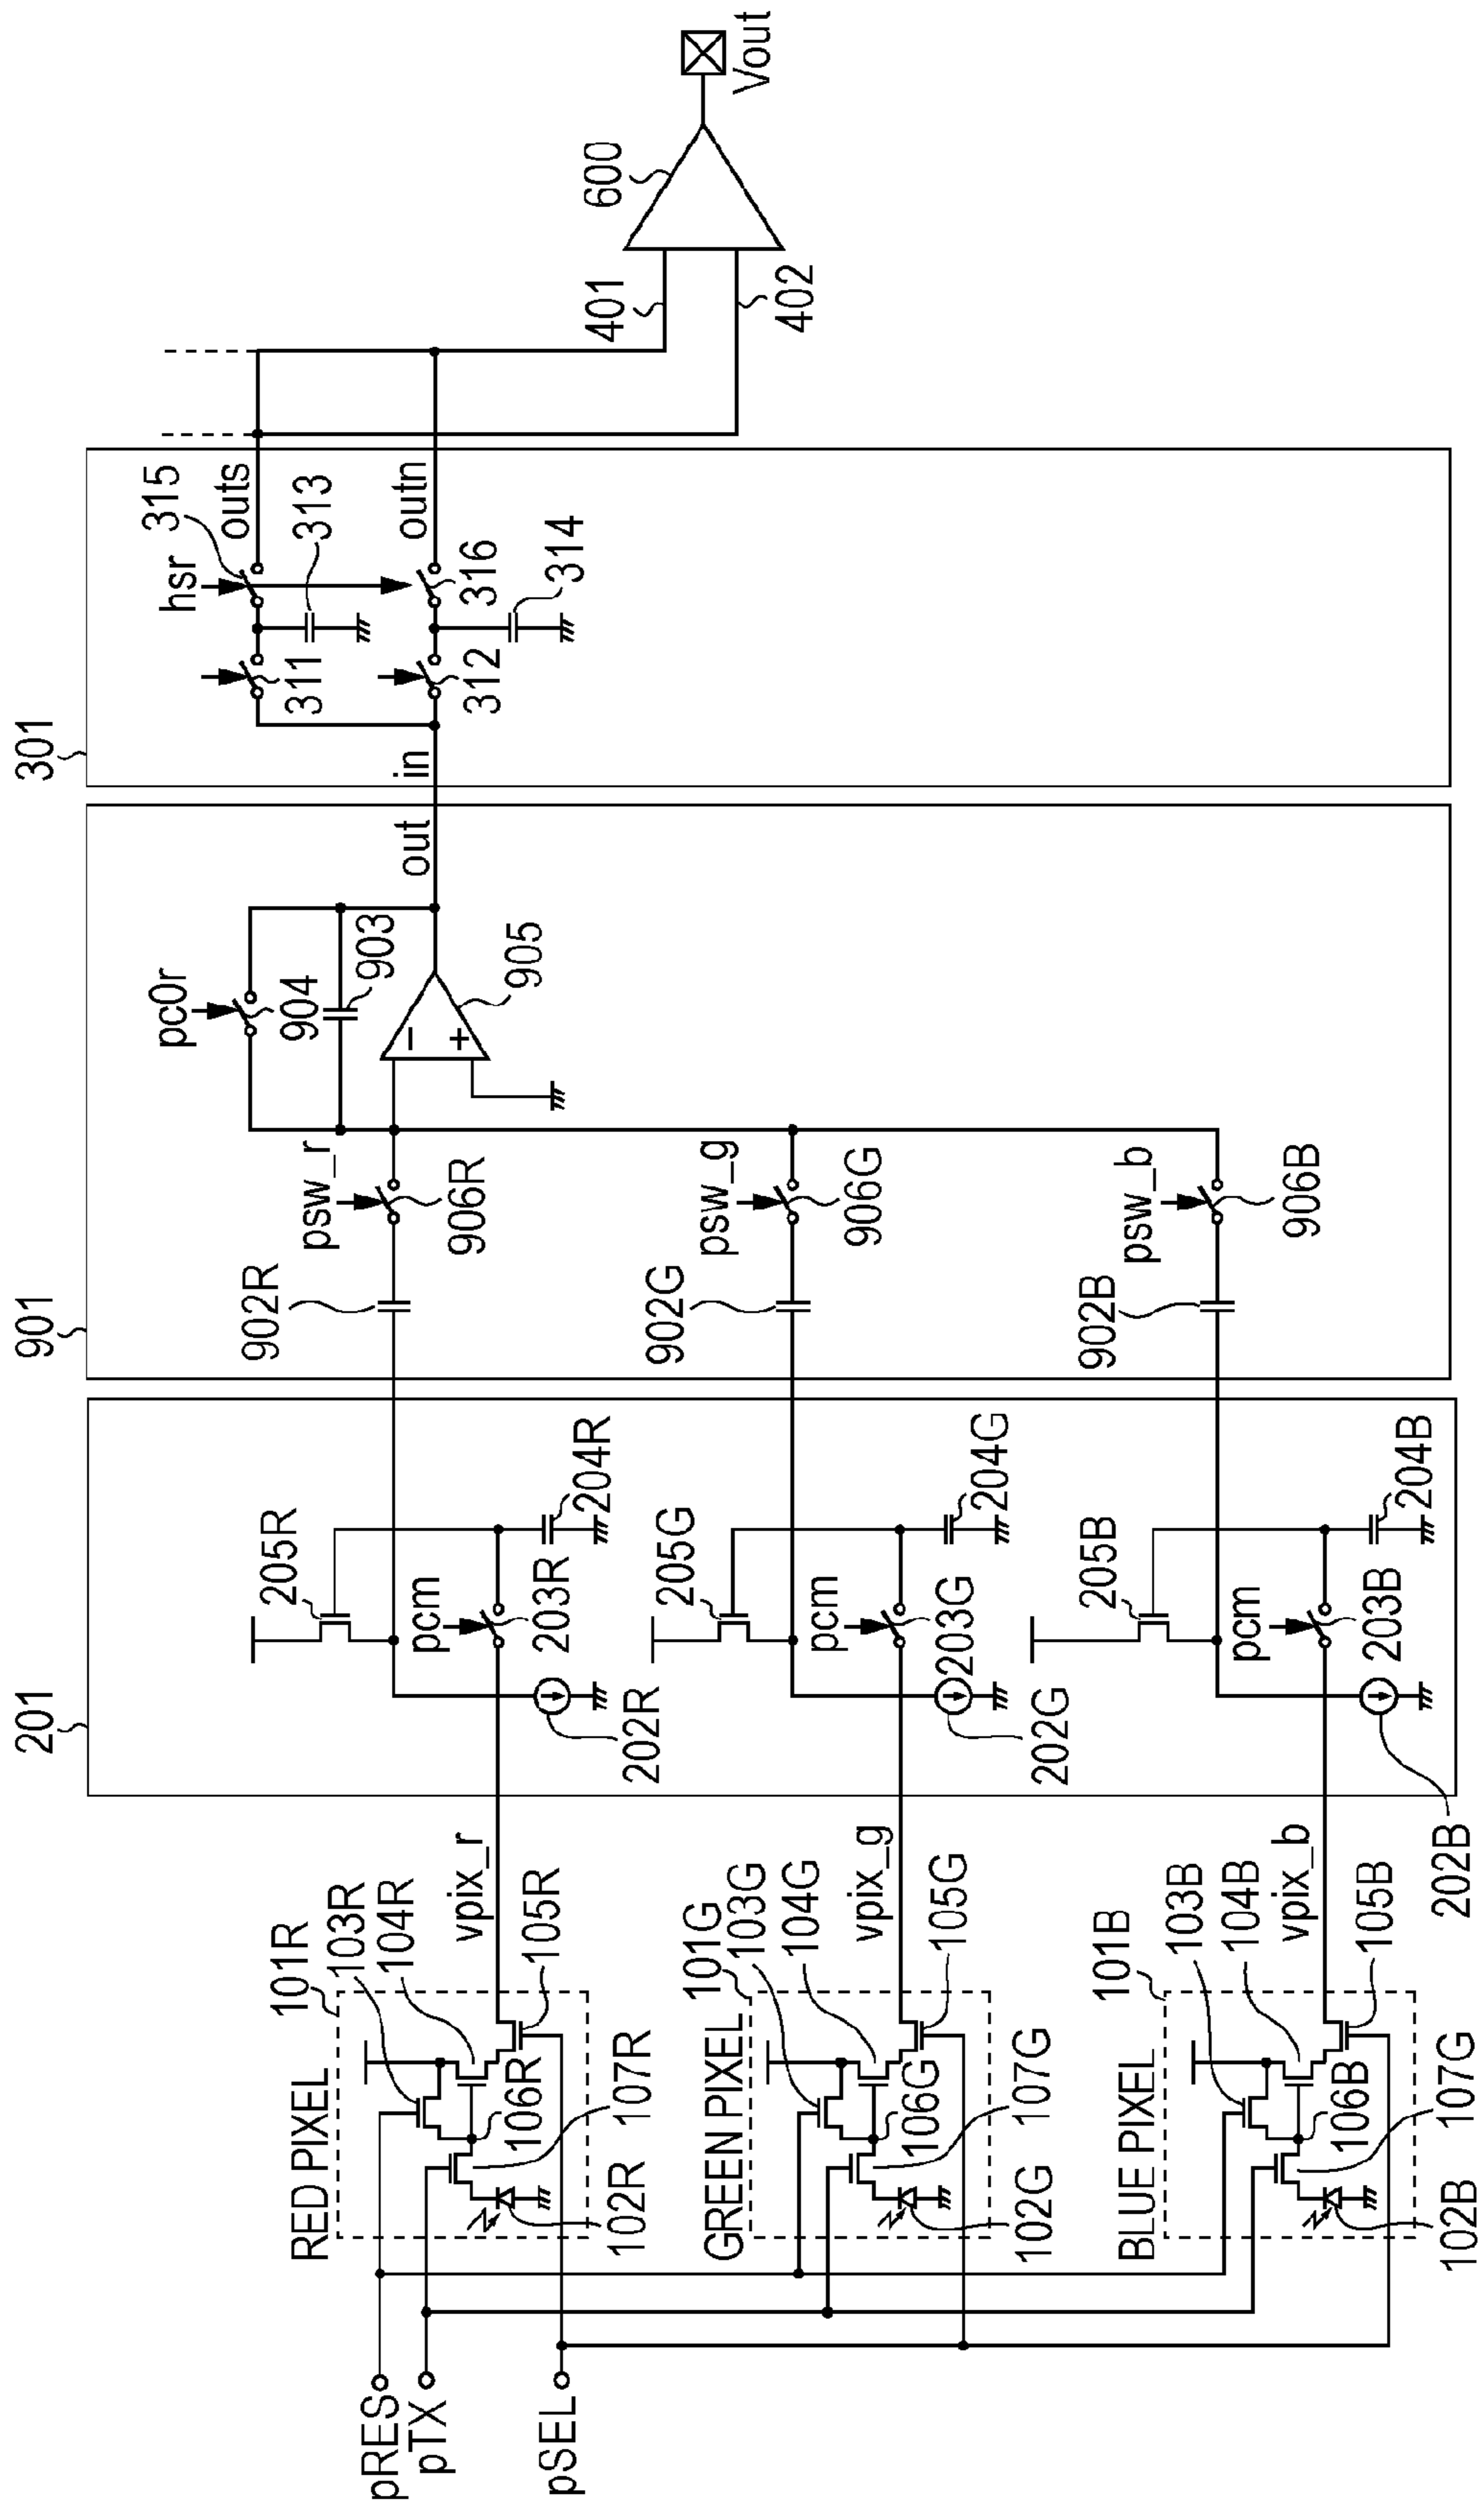 pRES
pTX
pSEL
RED PIXEL
101R
103R
104R
vpix_r
105R
106R
107R
102R
GREEN PIXEL
101G
103G
104G
vpix_g
105G
106G
107G
102G
BLUE PIXEL
101B
103B
104B
vpix_b
105B
106B
107G
102B
201
205R
pcm
203R
204R
202R
205G
pcm
203G
204G
202G
205B
pcm
203B
204B
202B
901
902R
psw_r
906R
902G
psw_g
906G
902B
psw_b
906B
pc0r
904
903
−
+
905
out
301
in
311
312
hsr
315
outs
313
outn
316
314
401
402
600
Vout